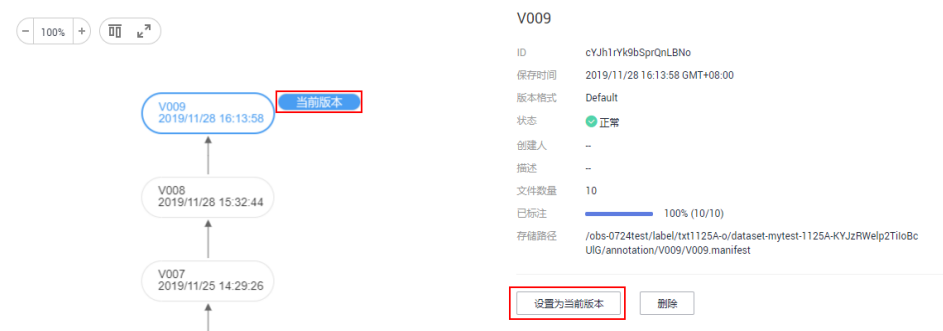 100%
V009
2019/11/28 16:13:58
当前版本
V008
2019/11/28 15:32:44
V007
2019/11/25 14:29:26
V009
ID cYJh1rYk9bSprQnLBNo
保存时间 2019/11/28 16:13:58 GMT+08:00
版本格式 Default
状态 正常
创建人 --
描述 --
文件数量 10
已标注 100% (10/10)
存储路径 /obs-0724test/label/txt1125A-o/dataset-mytest-1125A-KYJzRWelp2TiIoBc
UlG/annotation/V009/V009.manifest
设置为当前版本 删除